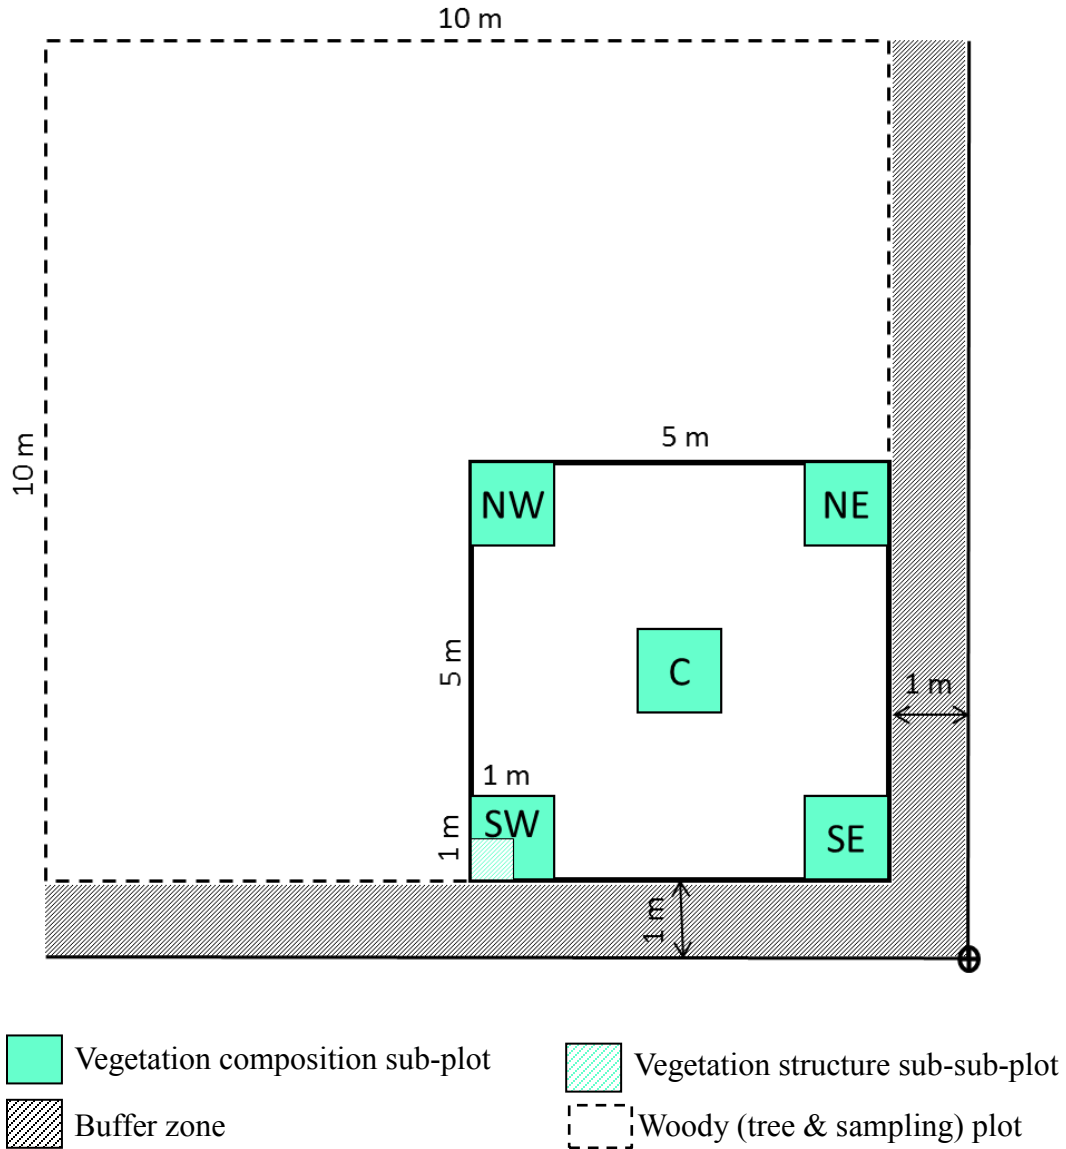 10 m
10 m
5 m
NW
NE
5 m
C
1 m
1 m
SW
1 m
SE
1 m
Vegetation composition sub-plot
Vegetation structure sub-sub-plot
Buffer zone
Woody (tree & sampling) plot